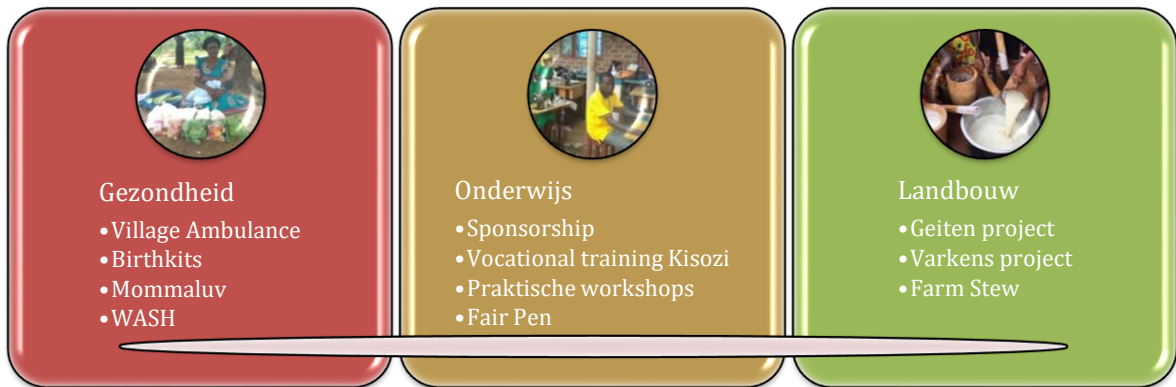 Gezondheid
•Village Ambulance
•Birthkits
•Mommaluv
•WASH
Onderwijs
•Sponsorship
•Vocational training Kisozi
•Praktische workshops
•Fair Pen
Landbouw
•Geiten project
•Varkens project
•Farm Stew